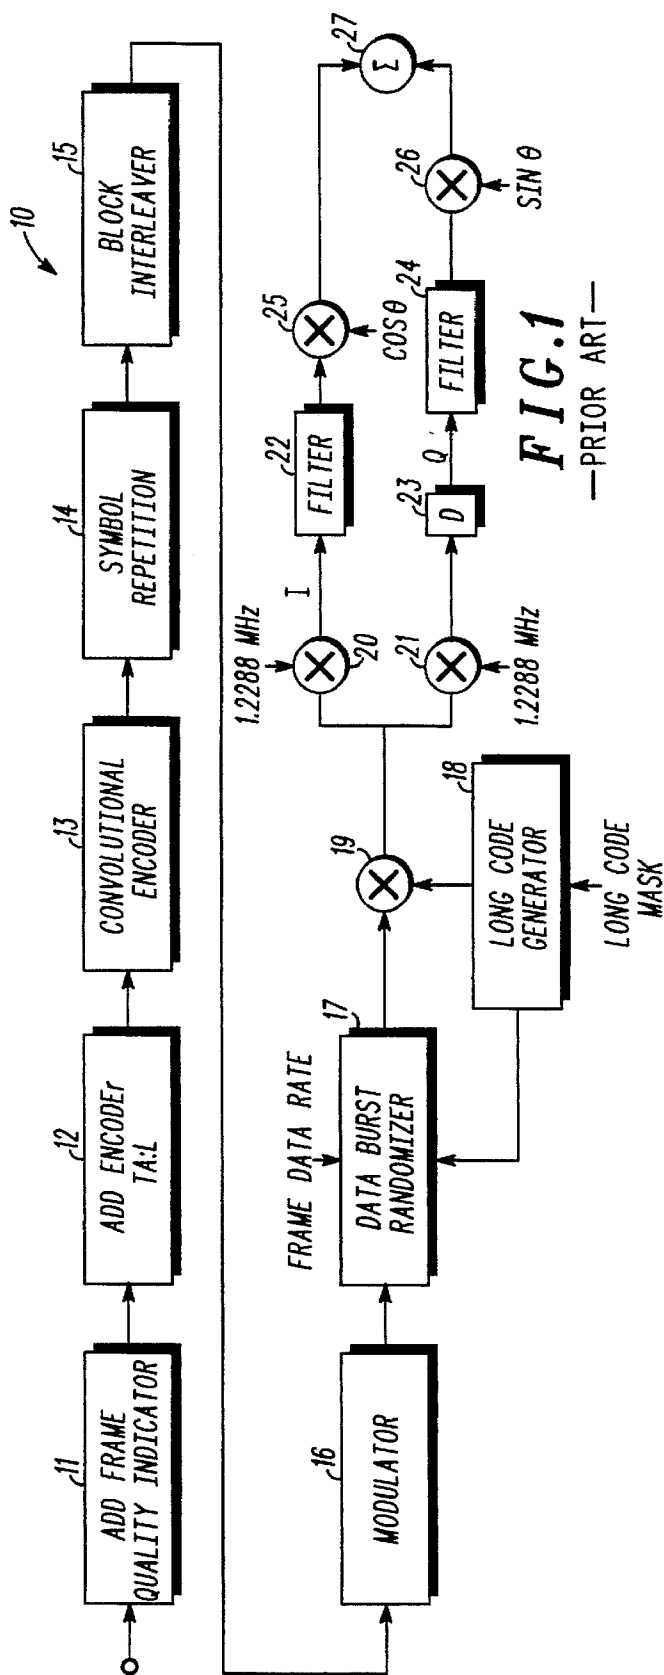 10
11
ADD FRAME
QUALITY INDICATOR
12
ADD ENCODEr
TA:L
13
CONVOLUTIONAL
ENCODER
14
SYMBOL
REPETITION
15
BLOCK
INTERLEAVER
16
MODULATOR
FRAME DATA RATE
17
DATA BURST
RANDOMIZER
18
LONG CODE
GENERATOR
LONG CODE
MASK
19
1.2288 MHz
20
I
22
FILTER
25
COS θ
27
Σ
21
1.2288 MHz
23
D
Q'
24
FILTER
26
SIN θ
FIG.1
—PRIOR ART—